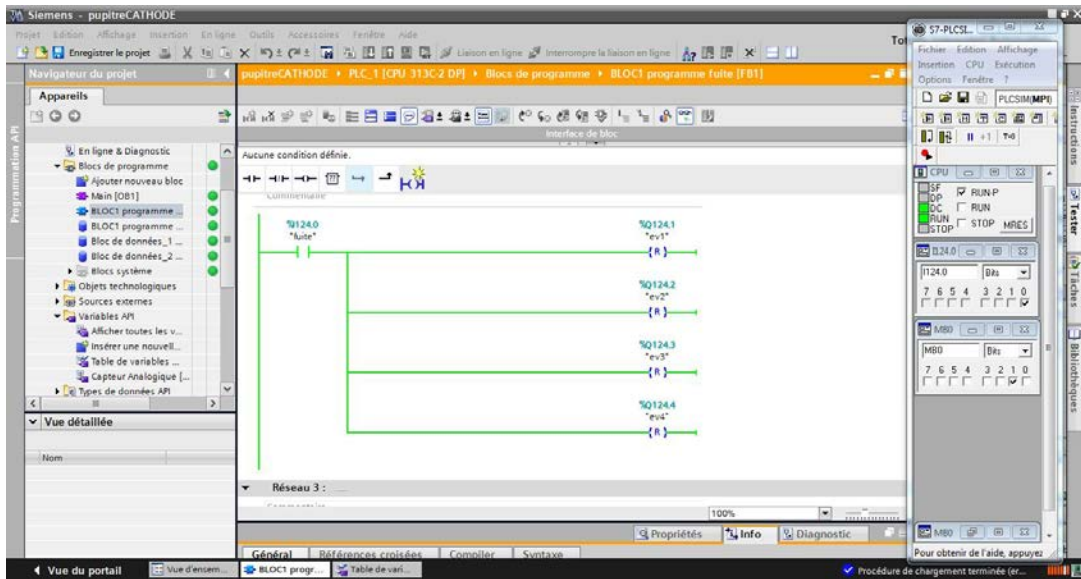 Siemens - pupitreCATHODE
Projet Edition Affichage Insertion En ligne Outils Accessoires Fenêtre Aide
Enregistrer le projet
Liaison en ligne
Interrompre la liaison en ligne
Tot
Navigateur du projet
pupitreCATHODE PLC_1 [CPU 313C-2 DP] Blocs de programme BLOC1 programme fuite [FB1]
Appareils
Programmation API
En ligne & Diagnostic
Blocs de programme
Ajouter nouveau bloc
Main [OB1]
BLOC1 programme ...
BLOC1 programme ...
Bloc de données_1 ...
Bloc de données_2 ...
Blocs système
Objets technologiques
Sources externes
Variables API
Afficher toutes les v...
Insérer une nouvell...
Table de variables ...
Capteur Analogique [...
Types de données API
Vue détaillée
Nom
Interface de bloc
Aucune condition définie.
Commentaire
%I124.0
"fuite"
%Q124.1
"ev1"
R
%Q124.2
"ev2"
R
%Q124.3
"ev3"
R
%Q124.4
"ev4"
R
Réseau 3 : .....
Commentaire
100%
Propriétés
Info
Diagnostic
Général
Références croisées
Compiler
Syntaxe
S7-PLCSI...
Fichier Edition Affichage
Insertion CPU Exécution
Options Fenêtre ?
PLCSIM(MPI)
+1
T=0
CPU
SF
DP
DC
RUN
STOP
RUN-P
RUN
STOP
MRES
I124.0
Bits
7 6 5 4 3 2 1 0
MB0
MB0
Bits
7 6 5 4 3 2 1 0
MB0
Pour obtenir de l'aide, appuyez
Instructions
Tester
Tâches
Bibliothèques
Vue du portail
Vue d'ensem...
BLOC1 progr...
Table de vari...
Procédure de chargement terminée (er...